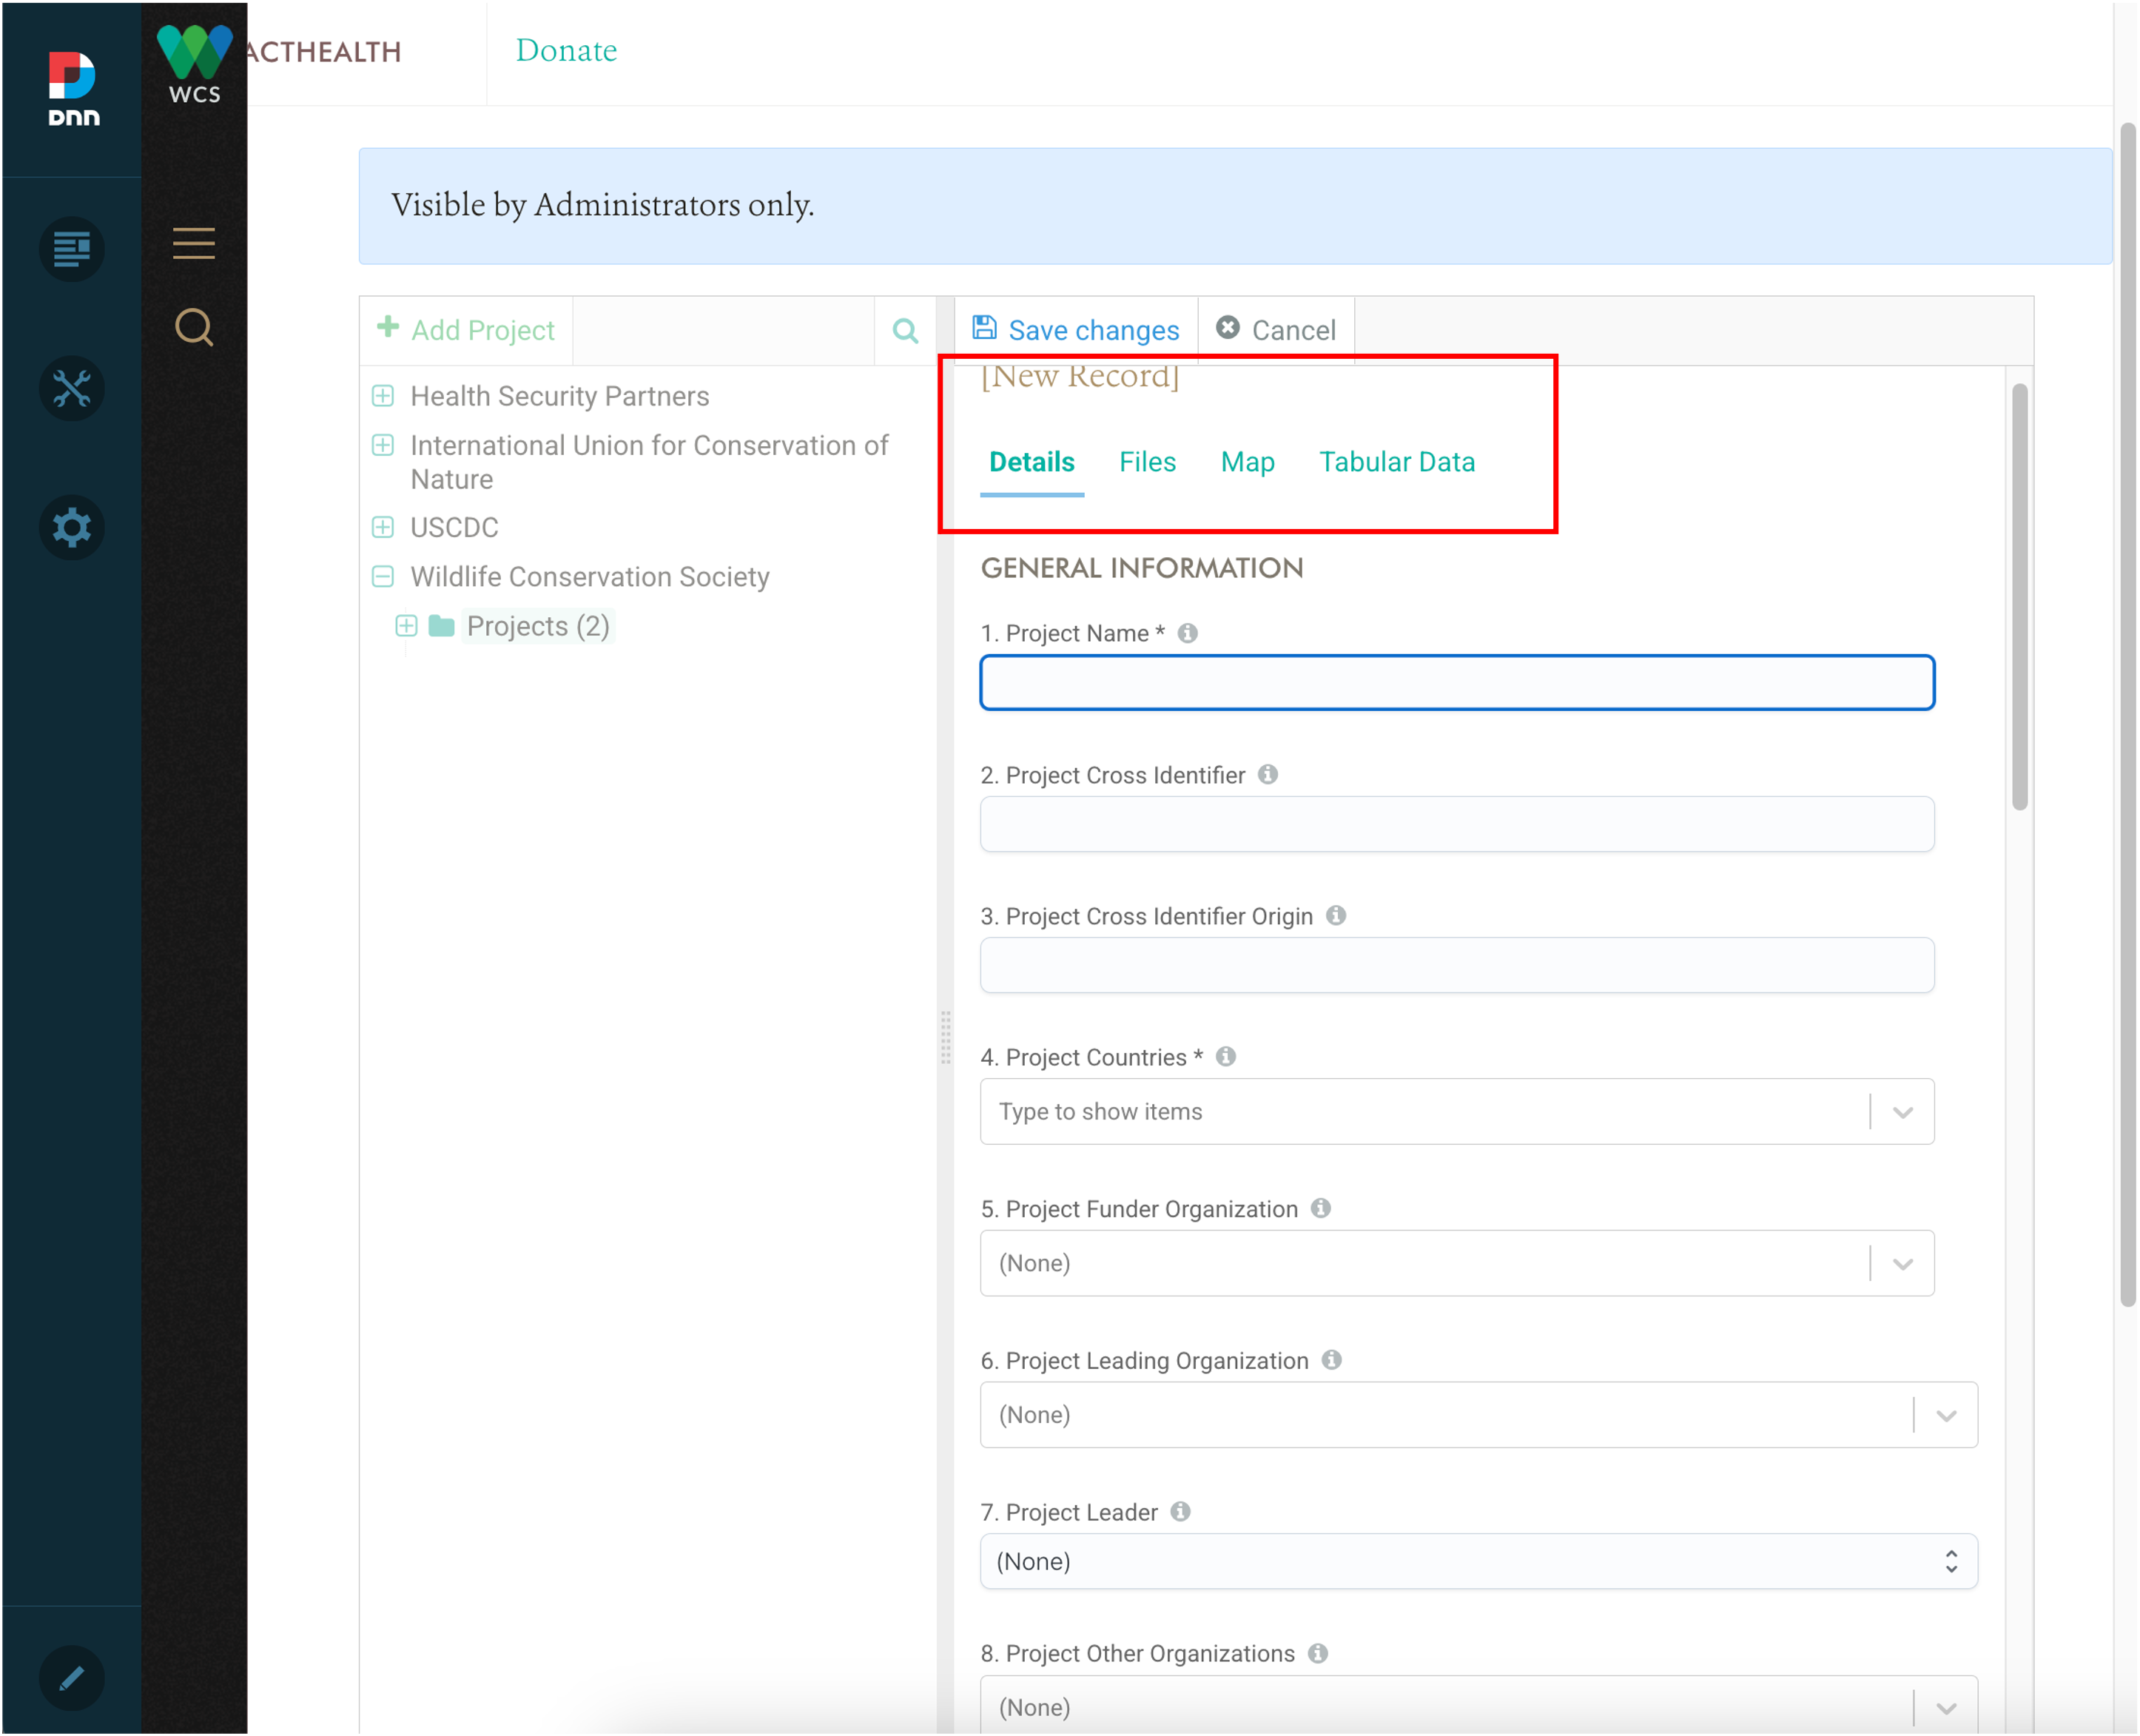 DNN
WCS
ACTHEALTH
Donate
Visible by Administrators only.
Add Project
Save changes
Cancel
Health Security Partners
International Union for Conservation of
Nature
USCDC
Wildlife Conservation Society
Projects (2)
[New Record]
Details Files Map Tabular Data
GENERAL INFORMATION
1. Project Name *
2. Project Cross Identifier
3. Project Cross Identifier Origin
4. Project Countries *
Type to show items
5. Project Funder Organization
(None)
6. Project Leading Organization
(None)
7. Project Leader
(None)
8. Project Other Organizations
(None)